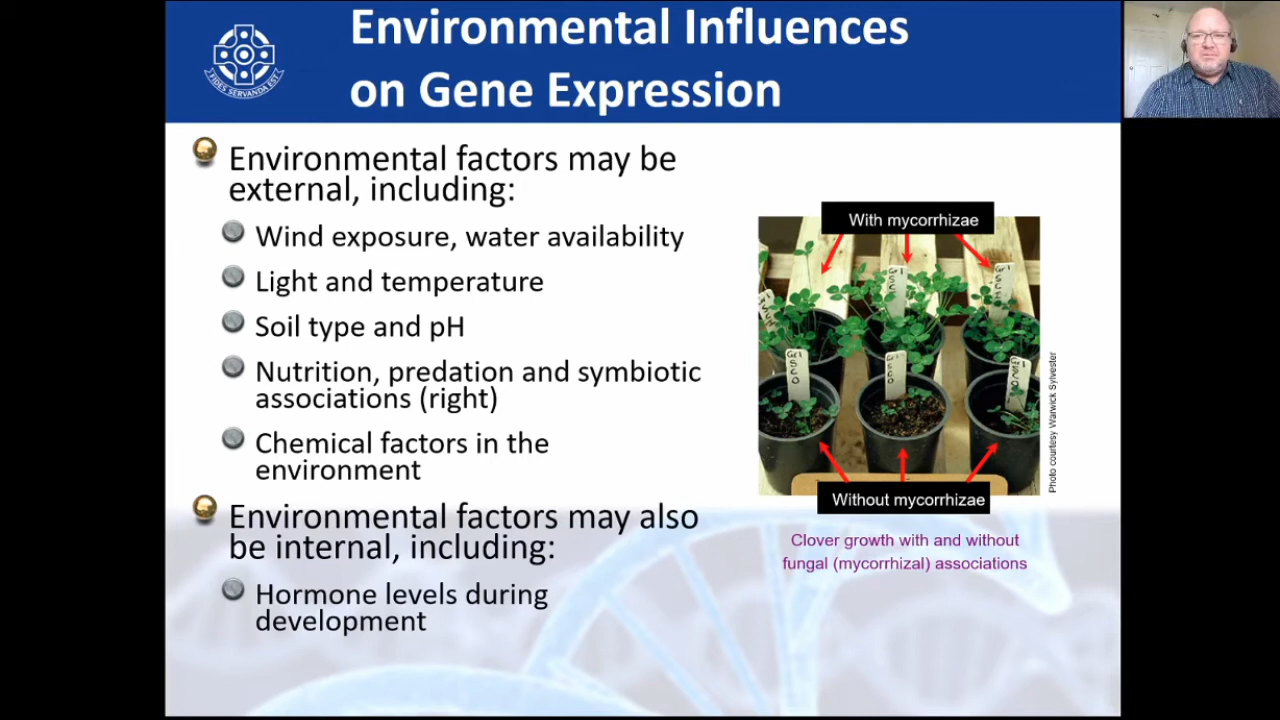 Environmental Influences
on Gene Expression
FIDES SERVANDA EST
Environmental factors may be
external, including:
Wind exposure, water availability
Light and temperature
Soil type and pH
Nutrition, predation and symbiotic
associations (right)
Chemical factors in the
environment
Environmental factors may also
be internal, including:
Hormone levels during
development
With mycorrhizae
Without mycorrhizae
Photo courtesy Warwick Sylvester
Clover growth with and without
fungal (mycorrhizal) associations